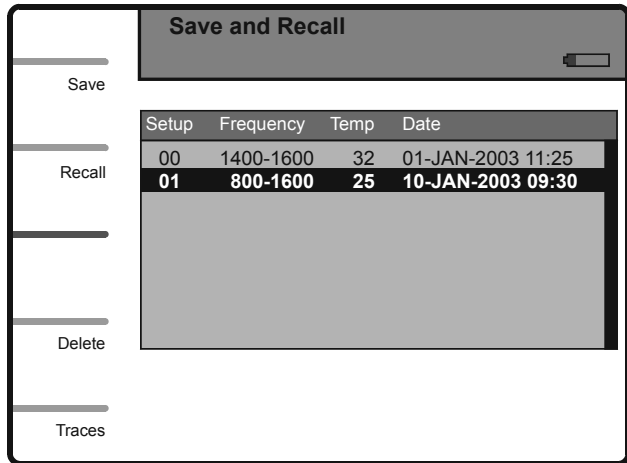 Save and Recall
Save
Recall
Delete
Traces
Setup Frequency Temp Date
00 1400-1600 32 01-JAN-2003 11:25
01 800-1600 25 10-JAN-2003 09:30